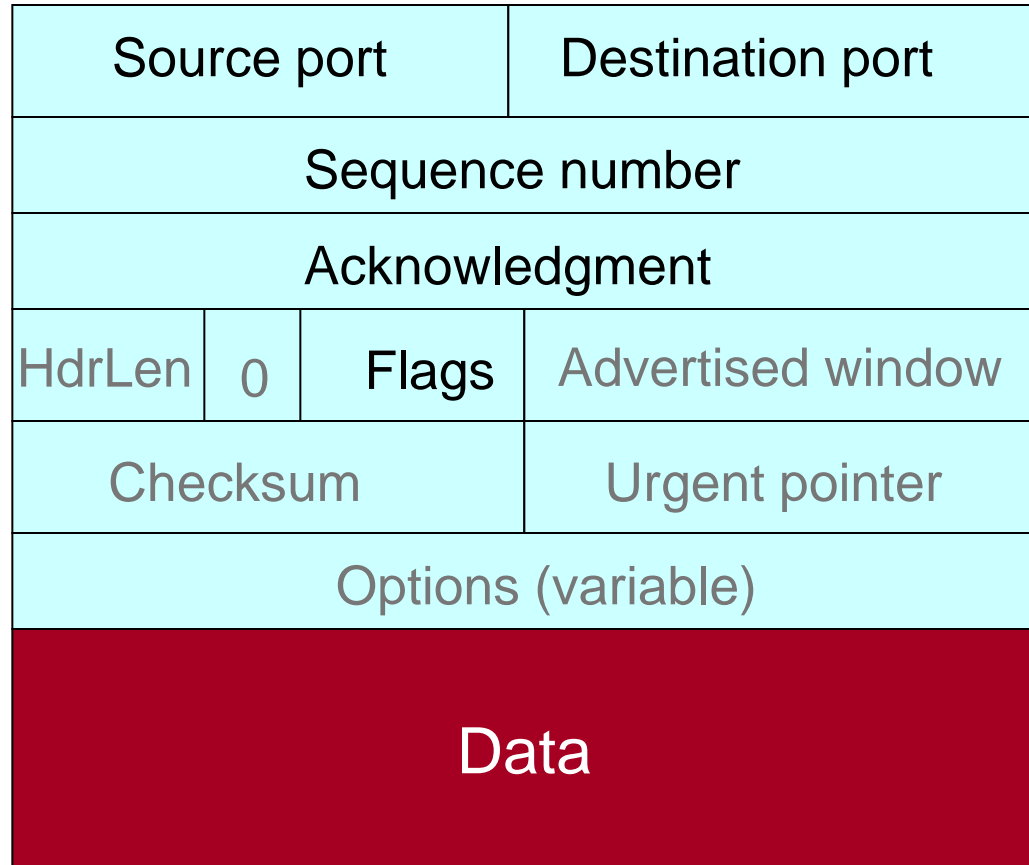 Source port Destination port
Sequence number
Acknowledgment
HdrLen 0 Flags Advertised window
Checksum Urgent pointer
Options (variable)
Data